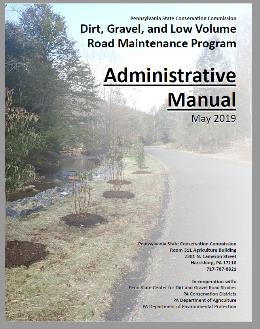 Pennsylvania State Conservation Commission
Dirt, Gravel, and Low Volume
Road Maintenance Program
Administrative
Manual
May 2019
Pennsylvania State Conservation Commission
Room 311 Agriculture Building
2301 N. Cameron Street
Harrisburg, PA 17110
717-787-8821
In cooperation with:
Penn State Center for Dirt and Gravel Road Studies
PA Conservation Districts
PA Department of Agriculture
PA Department of Environmental Protection